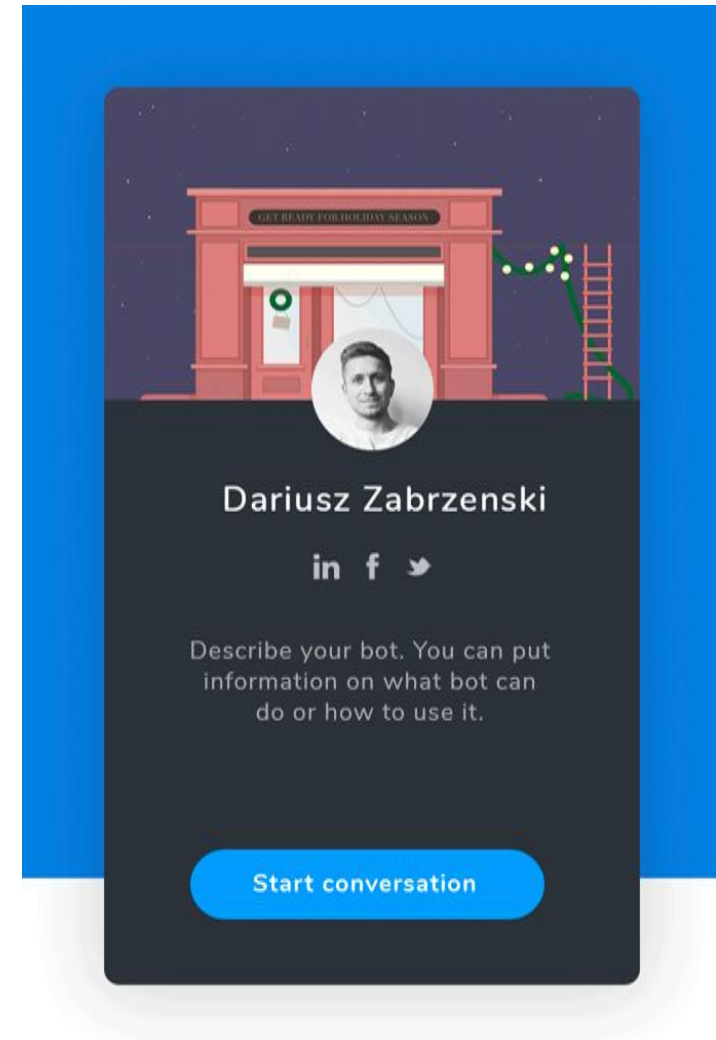 GET READY FOR HOLIDAY SEASON
Dariusz Zabrzenski
in f
Describe your bot. You can put
information on what bot can
do or how to use it.
Start conversation